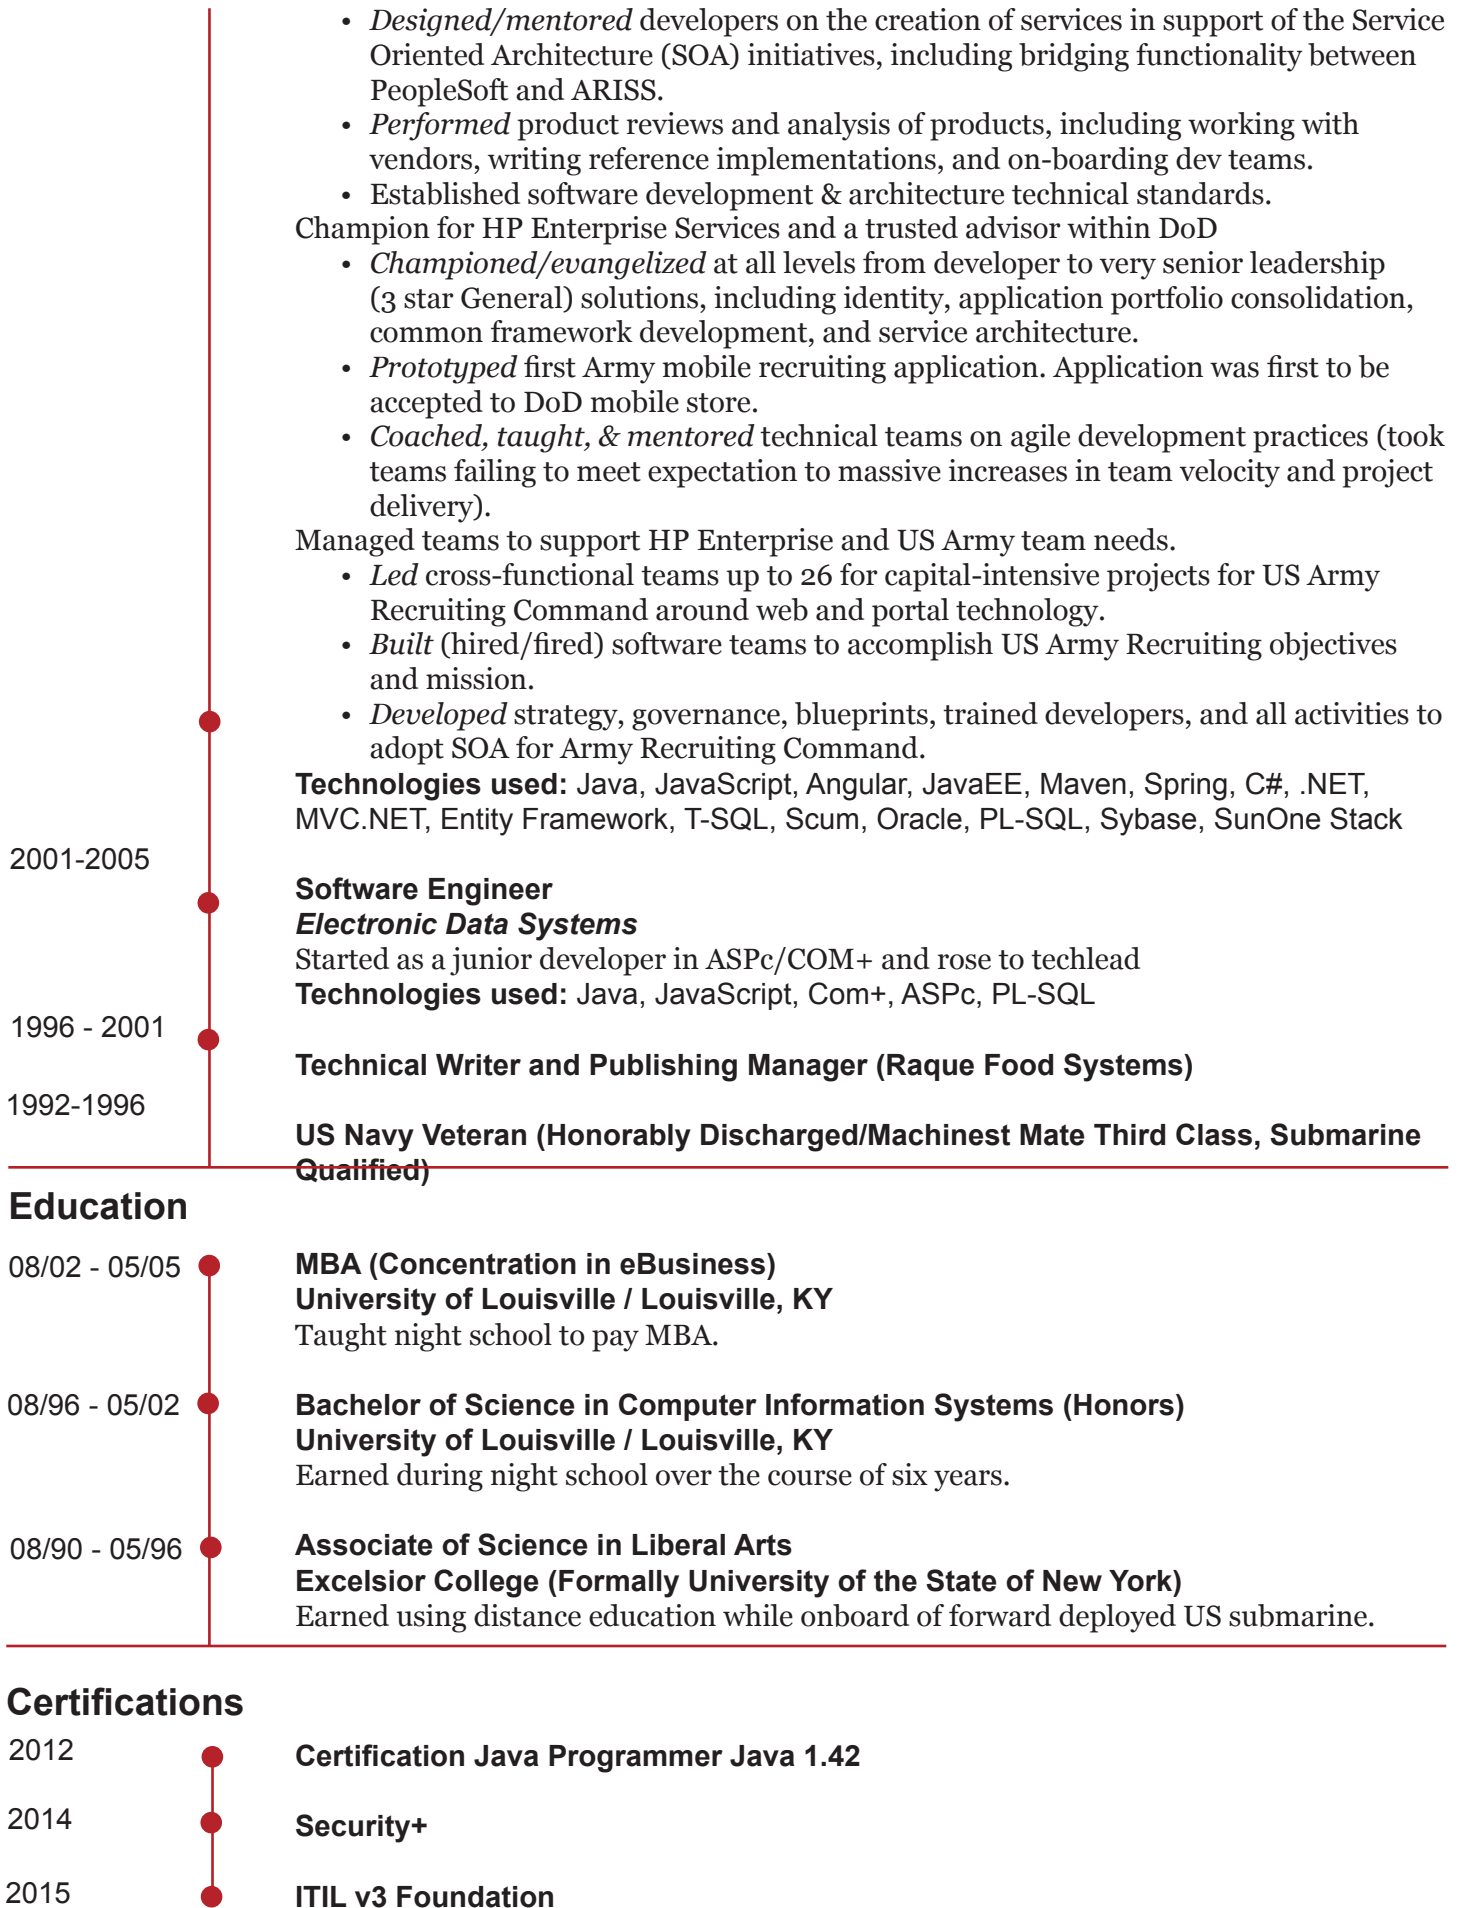 • Designed/mentored developers on the creation of services in support of the Service
Oriented Architecture (SOA) initiatives, including bridging functionality between
PeopleSoft and ARISS.
• Performed product reviews and analysis of products, including working with
vendors, writing reference implementations, and on-boarding dev teams.
• Established software development & architecture technical standards.
Champion for HP Enterprise Services and a trusted advisor within DoD
• Championed/evangelized at all levels from developer to very senior leadership
(3 star General) solutions, including identity, application portfolio consolidation,
common framework development, and service architecture.
• Prototyped first Army mobile recruiting application. Application was first to be
accepted to DoD mobile store.
• Coached, taught, & mentored technical teams on agile development practices (took
teams failing to meet expectation to massive increases in team velocity and project
delivery).
Managed teams to support HP Enterprise and US Army team needs.
• Led cross-functional teams up to 26 for capital-intensive projects for US Army
Recruiting Command around web and portal technology.
• Built (hired/fired) software teams to accomplish US Army Recruiting objectives
and mission.
• Developed strategy, governance, blueprints, trained developers, and all activities to
adopt SOA for Army Recruiting Command.
Technologies used: Java, JavaScript, Angular, JavaEE, Maven, Spring, C#, .NET,
MVC.NET, Entity Framework, T-SQL, Scum, Oracle, PL-SQL, Sybase, SunOne Stack
2001-2005
Software Engineer
Electronic Data Systems
Started as a junior developer in ASPc/COM+ and rose to techlead
Technologies used: Java, JavaScript, Com+, ASPc, PL-SQL
1996 - 2001
Technical Writer and Publishing Manager (Raque Food Systems)
1992-1996
US Navy Veteran (Honorably Discharged/Machinest Mate Third Class, Submarine
Qualified)
Education
08/02 - 05/05
MBA (Concentration in eBusiness)
University of Louisville / Louisville, KY
Taught night school to pay MBA.
08/96 - 05/02
Bachelor of Science in Computer Information Systems (Honors)
University of Louisville / Louisville, KY
Earned during night school over the course of six years.
08/90 - 05/96
Associate of Science in Liberal Arts
Excelsior College (Formally University of the State of New York)
Earned using distance education while onboard of forward deployed US submarine.
Certifications
2012
Certification Java Programmer Java 1.42
2014
Security+
2015
ITIL v3 Foundation